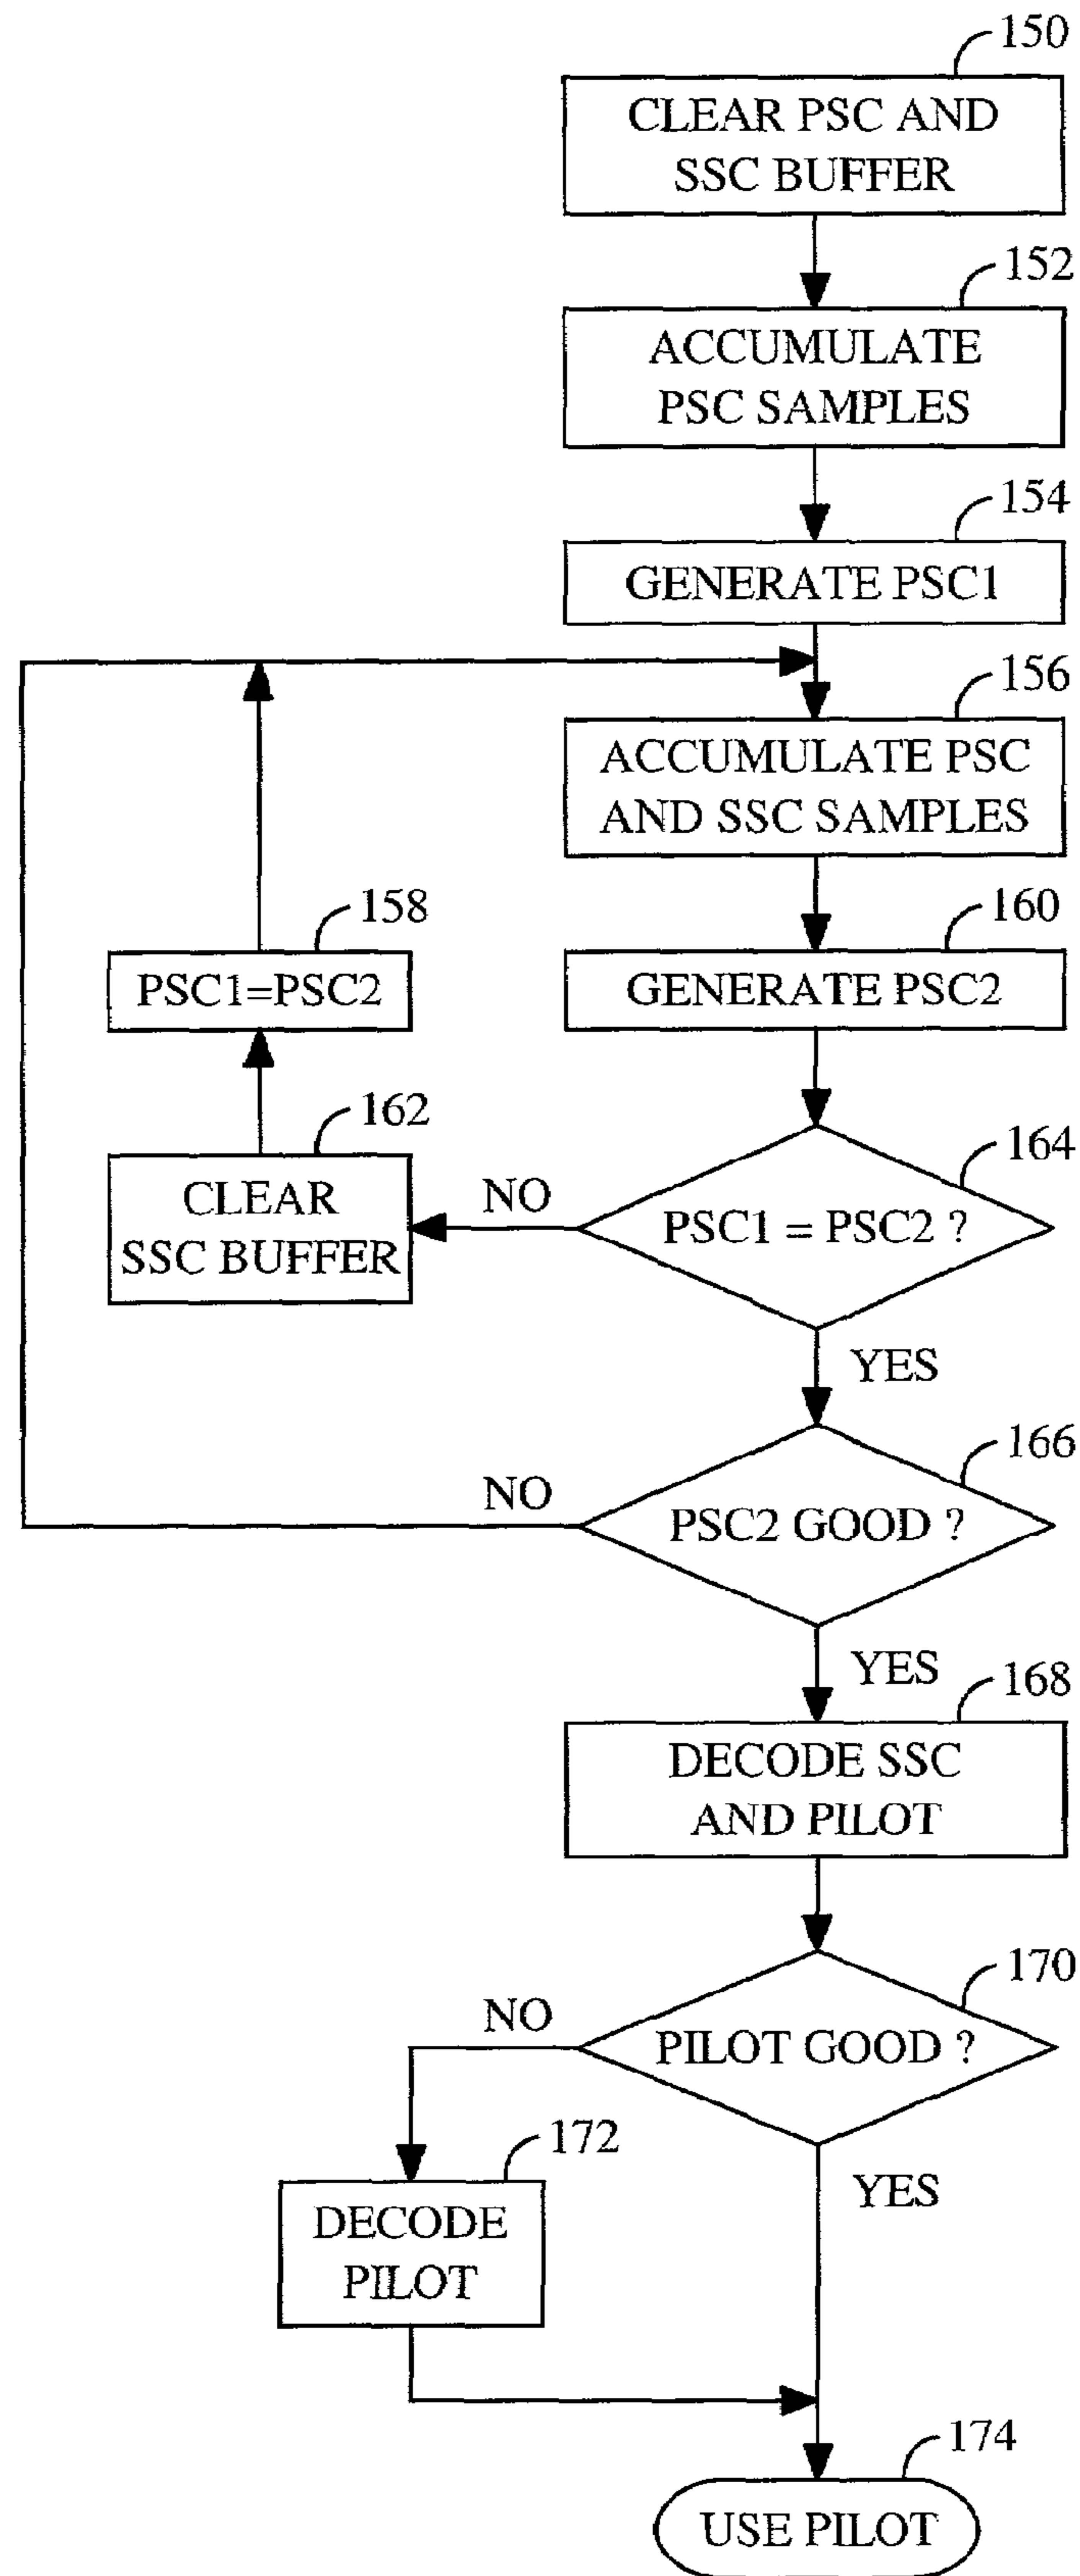 150
CLEAR PSC AND
SSC BUFFER
152
ACCUMULATE
PSC SAMPLES
154
GENERATE PSC1
156
ACCUMULATE PSC
AND SSC SAMPLES
158
PSC1=PSC2
160
GENERATE PSC2
162
CLEAR
SSC BUFFER
NO
164
PSC1 = PSC2 ?
YES
166
NO
PSC2 GOOD ?
YES
168
DECODE SSC
AND PILOT
170
NO
PILOT GOOD ?
172
YES
DECODE
PILOT
174
USE PILOT